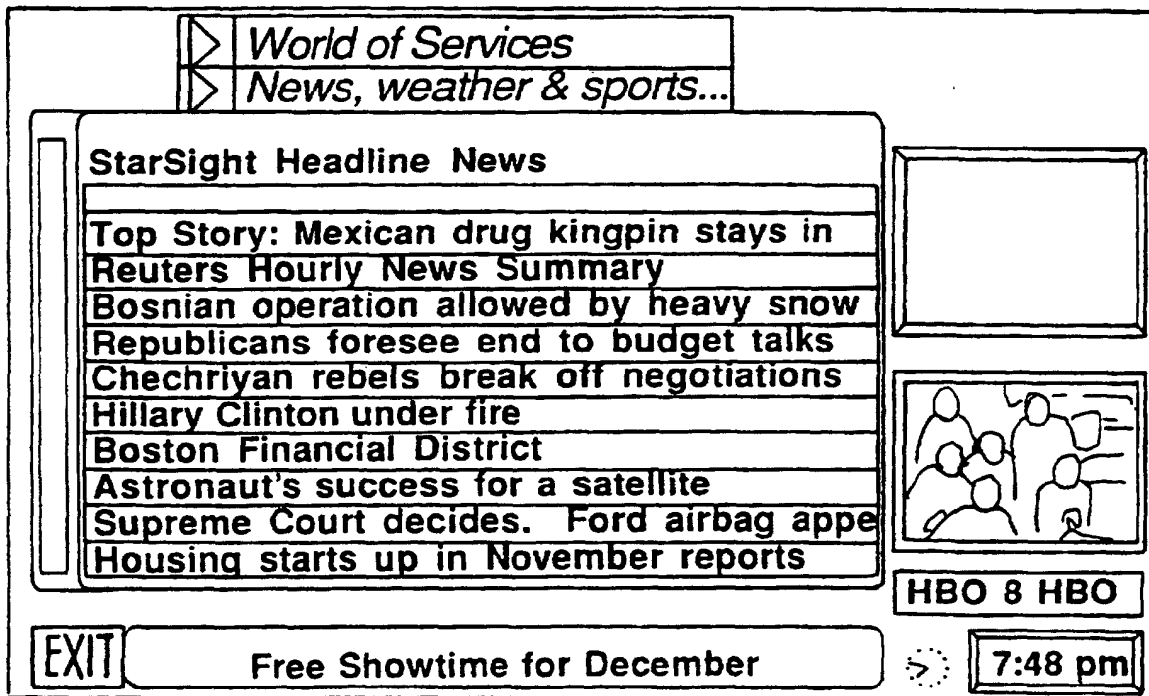 World of Services
News, weather & sports...
StarSight Headline News
Top Story: Mexican drug kingpin stays in
Reuters Hourly News Summary
Bosnian operation allowed by heavy snow
Republicans foresee end to budget talks
Chechriyan rebels break off negotiations
Hillary Clinton under fire
Boston Financial District
Astronaut's success for a satellite
Supreme Court decides. Ford airbag appe
Housing starts up in November reports
HBO 8 HBO
EXIT
Free Showtime for December
7:48 pm